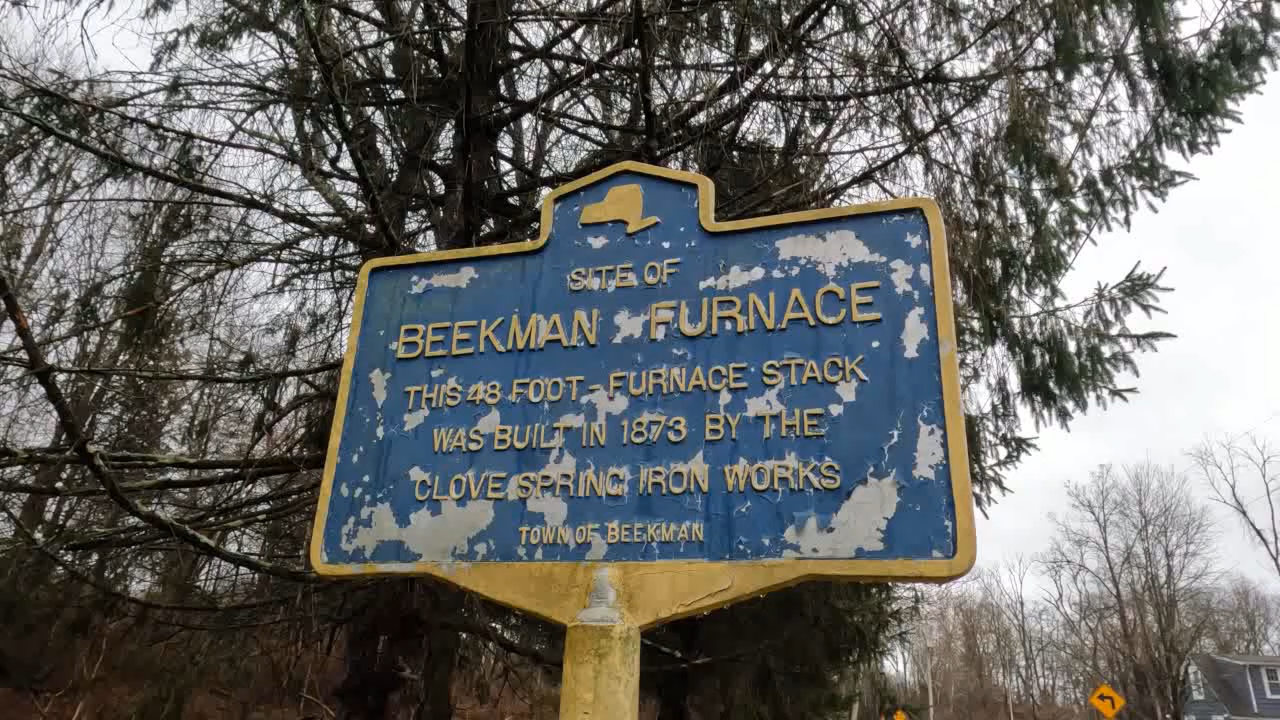 SITE OF
BEEKMAN FURNACE
THIS 48 FOOT-FURNACE STACK
WAS BUILT IN 1873 BY THE
CLOVE SPRING IRON WORKS
TOWN OF BEEKMAN